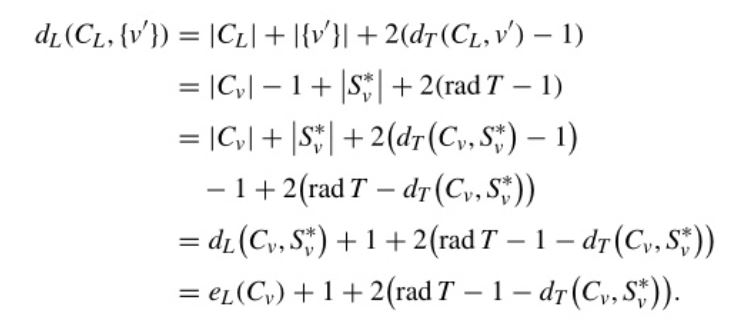 d_L(C_L, {v′}) = |C_L| + |{v′}| + 2(d_T(C_L, v′) − 1)
= |C_v| − 1 + |S_v^*| + 2(rad T − 1)
= |C_v| + |S_v^*| + 2(d_T(C_v, S_v^*) − 1)
− 1 + 2(rad T − d_T(C_v, S_v^*))
= d_L(C_v, S_v^*) + 1 + 2(rad T − 1 − d_T(C_v, S_v^*))
= e_L(C_v) + 1 + 2(rad T − 1 − d_T(C_v, S_v^*)).